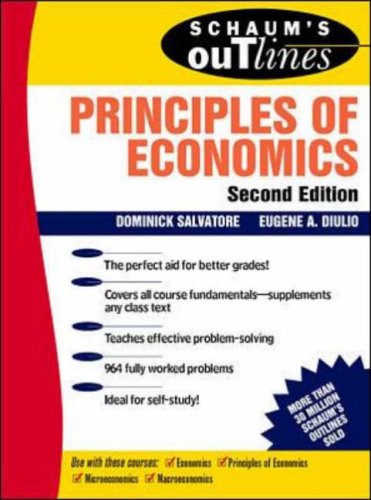 SCHAUM'S
OUTlines
PRINCIPLES OF
ECONOMICS
Second Edition
DOMINICK SALVATORE EUGENE A. DIULIO
The perfect aid for better grades!
Covers all course fundamentals—supplements
any class text
Teaches effective problem-solving
964 fully worked problems
Ideal for self-study!
MORE THAN
30 MILLION
SCHAUM'S
OUTLINES
SOLD
Use with these courses: Economics Principles of Economics
Microeconomics Macroeconomics